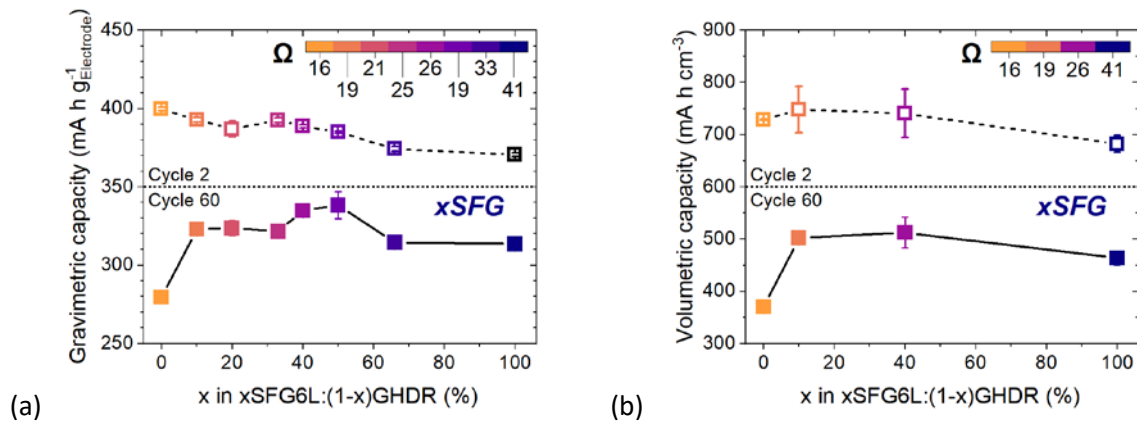 450
400
350
300
250
Gravimetric capacity (mA h g⁻¹Electrode)
Ω
16 21 26 33
19 25 19 41
Cycle 2
Cycle 60
xSFG
0 20 40 60 80 100
x in xSFG6L:(1-x)GHDR (%)
(a)
900
800
700
600
500
400
300
Volumetric capacity (mA h cm⁻³)
Ω
16 19 26 41
Cycle 2
Cycle 60
xSFG
0 20 40 60 80 100
x in xSFG6L:(1-x)GHDR (%)
(b)